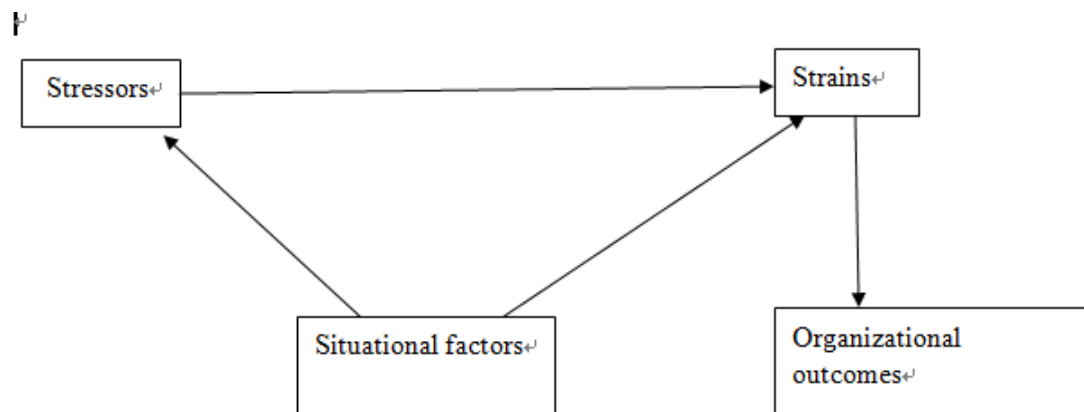 Stressors
Strains
Situational factors
Organizational
outcomes